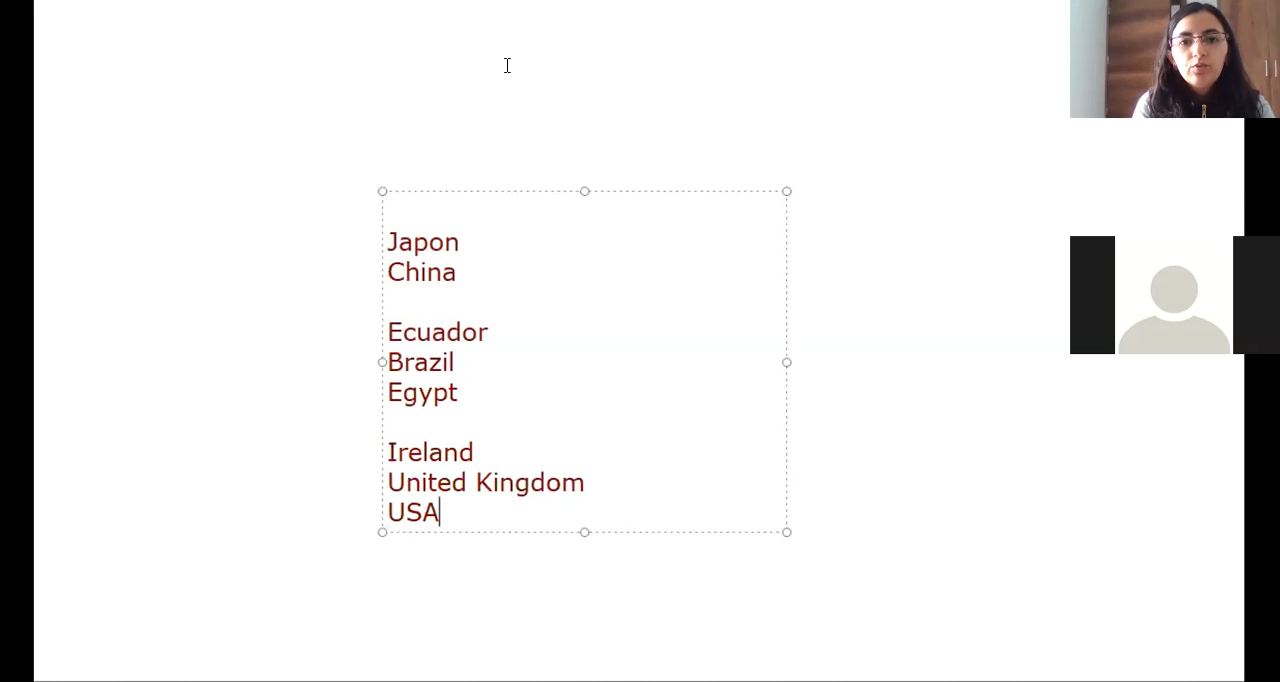 Japon
China
Ecuador
Brazil
Egypt
Ireland
United Kingdom
USA